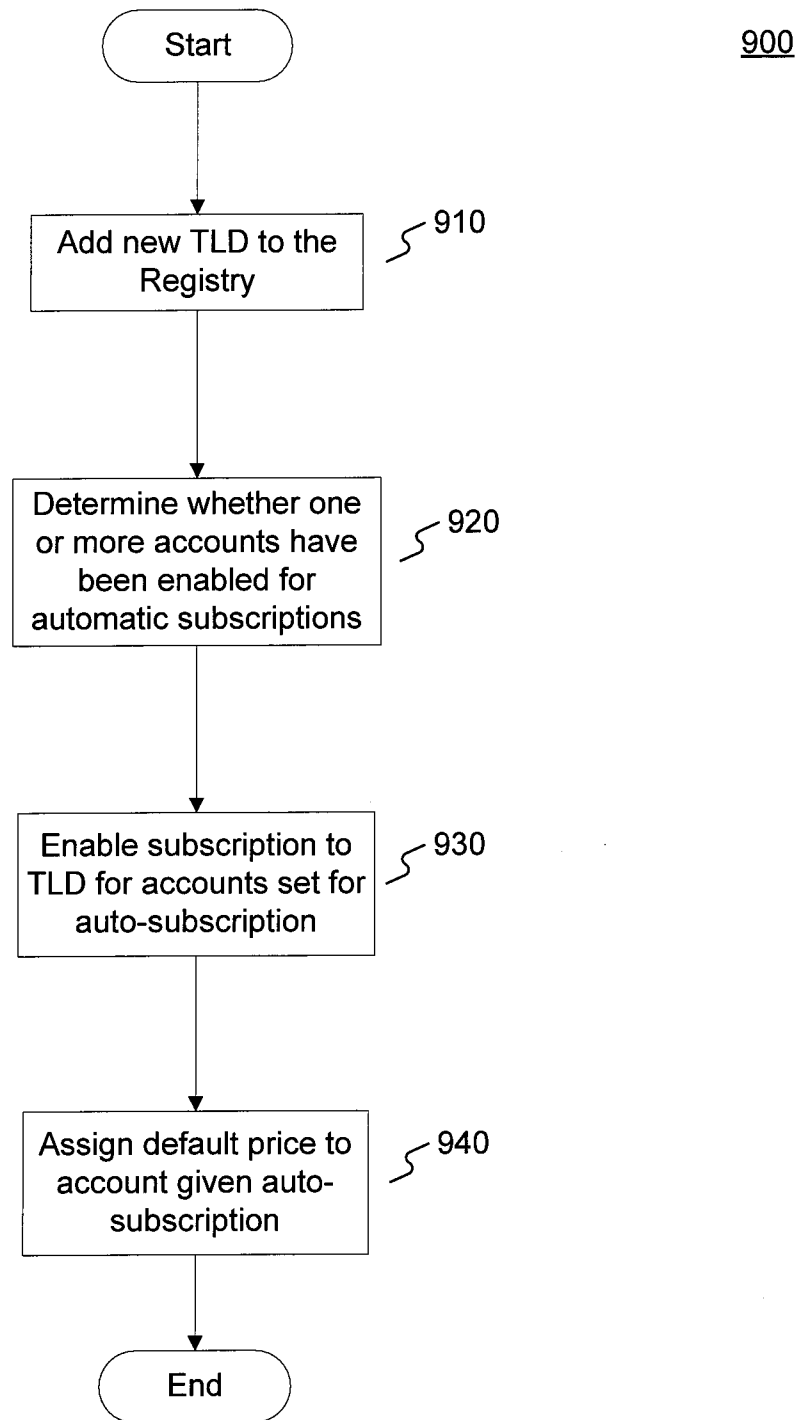 Start
900
Add new TLD to the
Registry
910
Determine whether one
or more accounts have
been enabled for
automatic subscriptions
920
Enable subscription to
TLD for accounts set for
auto-subscription
930
Assign default price to
account given auto-
subscription
940
End